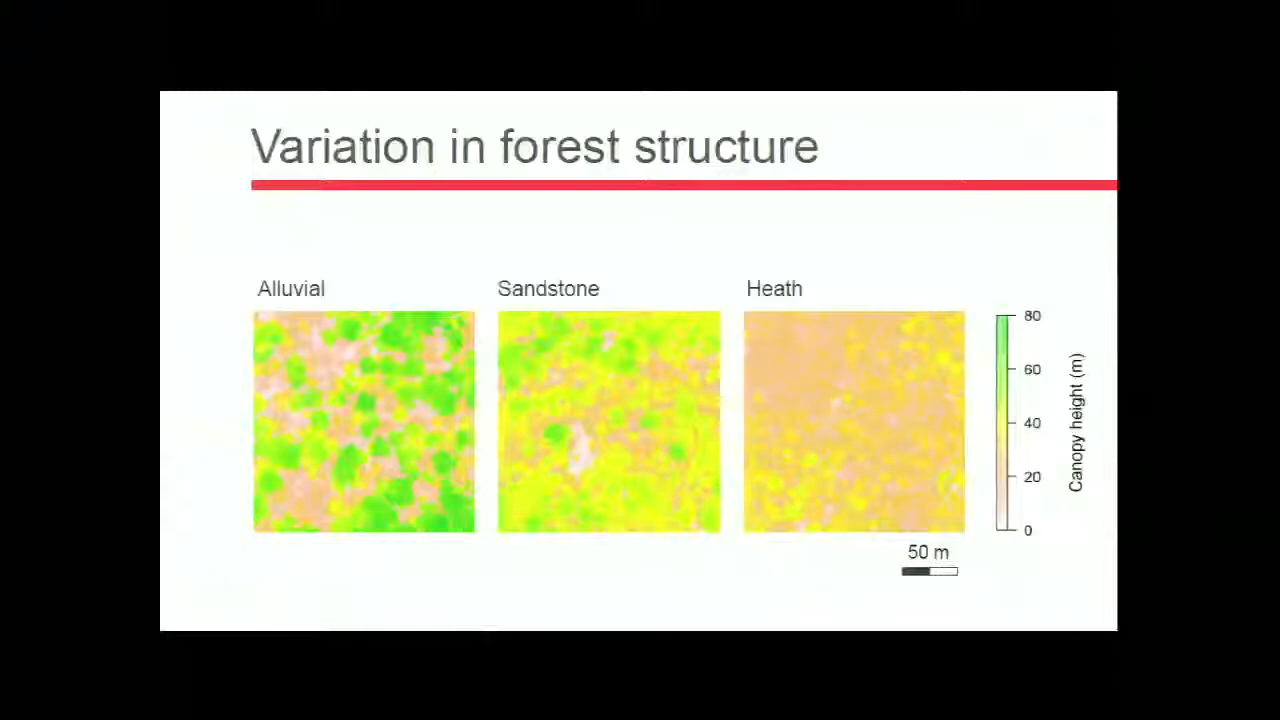 Variation in forest structure
Alluvial
Sandstone
Heath
80
60
40
20
0
Canopy height (m)
50 m